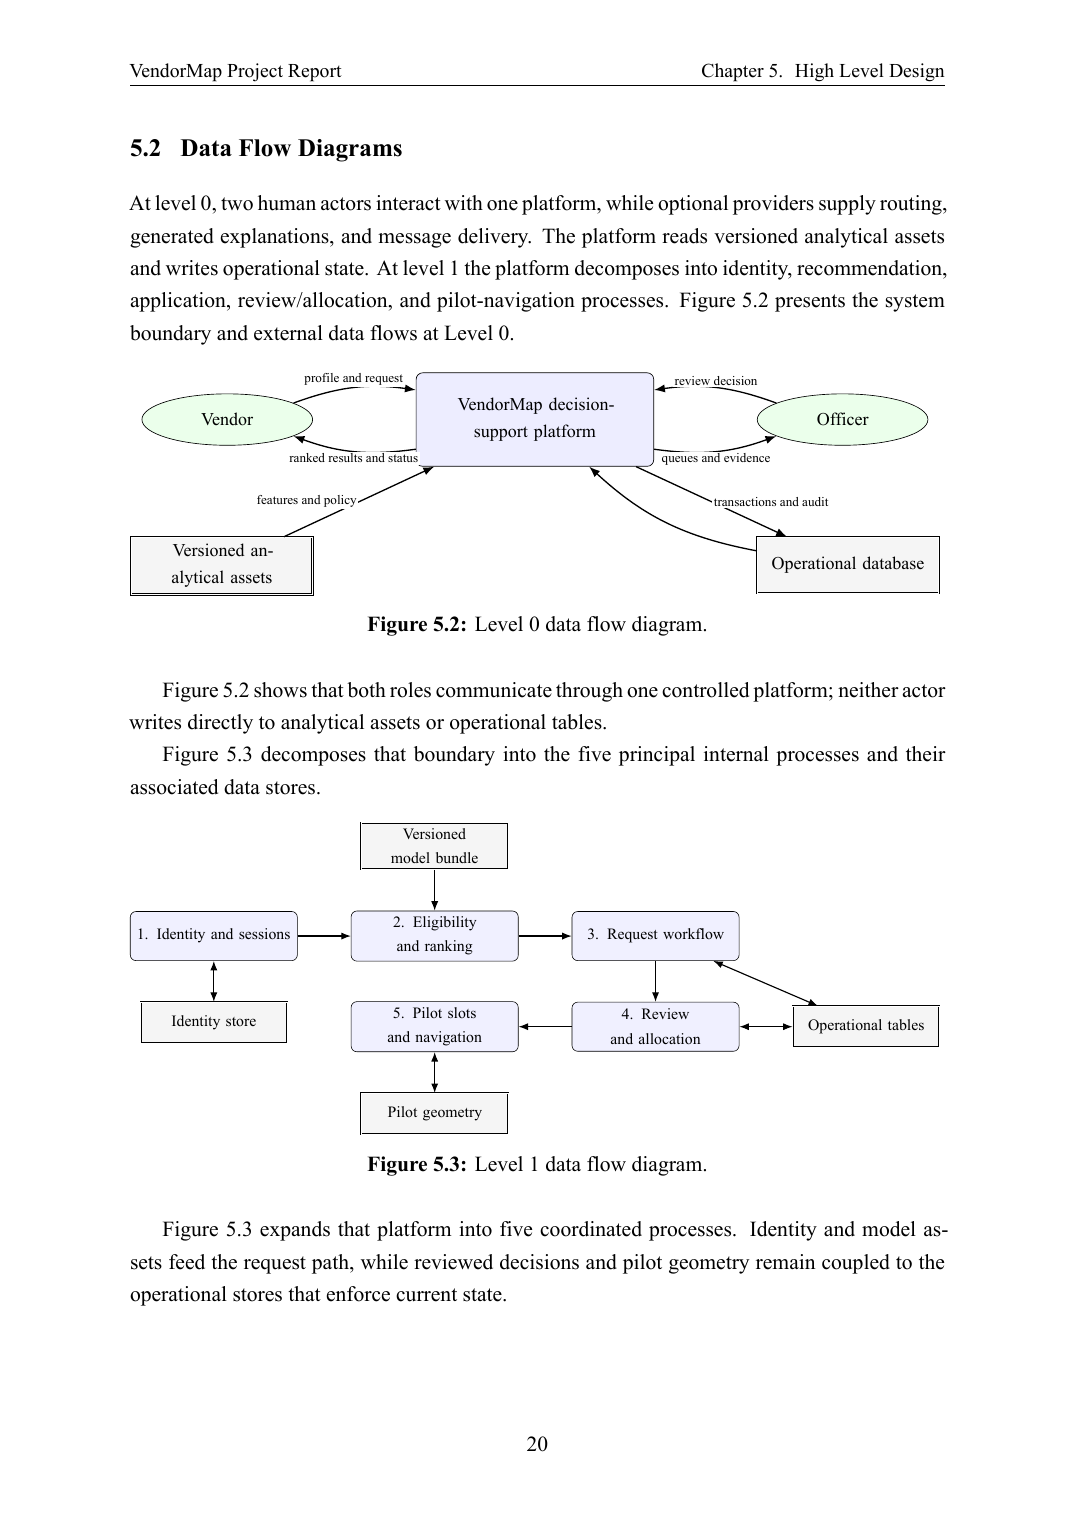 VendorMap Project Report
Chapter 5. High Level Design
5.2 Data Flow Diagrams
At level 0, two human actors interact with one platform, while optional providers supply routing,
generated explanations, and message delivery. The platform reads versioned analytical assets
and writes operational state. At level 1 the platform decomposes into identity, recommendation,
application, review/allocation, and pilot-navigation processes. Figure 5.2 presents the system
boundary and external data flows at Level 0.
profile and request
review decision
Vendor
VendorMap decision-
support platform
Officer
ranked results and status
queues and evidence
features and policy
transactions and audit
Versioned an-
alytical assets
Operational database
Figure 5.2: Level 0 data flow diagram.
Figure 5.2 shows that both roles communicate through one controlled platform; neither actor
writes directly to analytical assets or operational tables.
Figure 5.3 decomposes that boundary into the five principal internal processes and their
associated data stores.
Versioned
model bundle
1. Identity and sessions
2. Eligibility
and ranking
3. Request workflow
Identity store
5. Pilot slots
and navigation
4. Review
and allocation
Operational tables
Pilot geometry
Figure 5.3: Level 1 data flow diagram.
Figure 5.3 expands that platform into five coordinated processes. Identity and model as-
sets feed the request path, while reviewed decisions and pilot geometry remain coupled to the
operational stores that enforce current state.
20